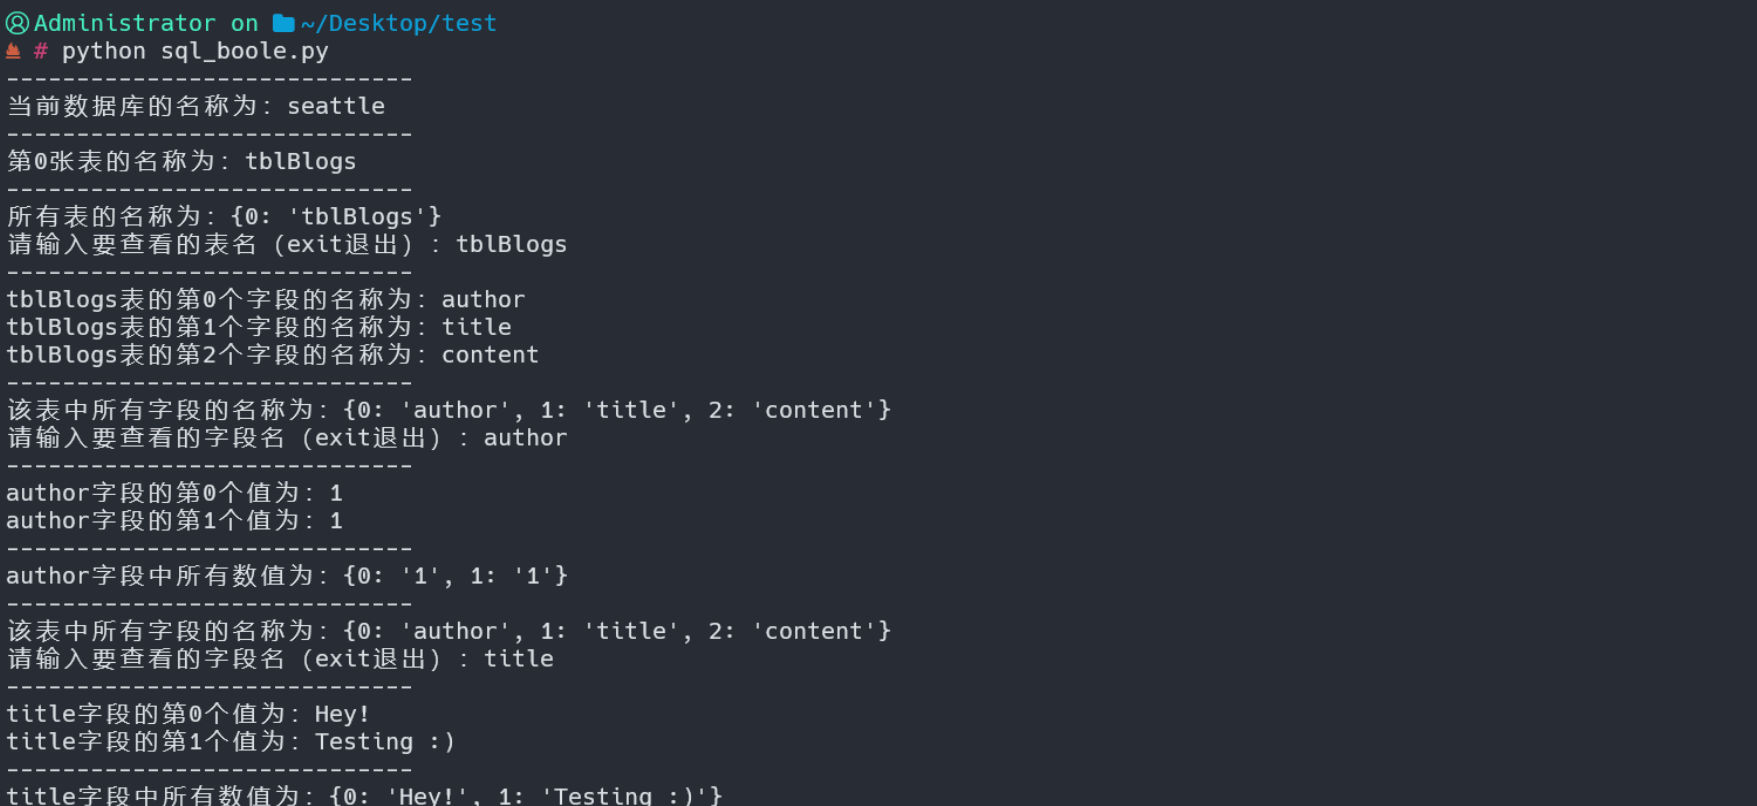 Administrator on ~/Desktop/test
# python sql_boole.py
-----------------------------
当前数据库的名称为: seattle
-----------------------------
第0张表的名称为: tblBlogs
-----------------------------
所有表的名称为: {0: 'tblBlogs'}
请输入要查看的表名 (exit退出) : tblBlogs
-----------------------------
tblBlogs表的第0个字段的名称为: author
tblBlogs表的第1个字段的名称为: title
tblBlogs表的第2个字段的名称为: content
-----------------------------
该表中所有字段的名称为: {0: 'author', 1: 'title', 2: 'content'}
请输入要查看的字段名 (exit退出) : author
-----------------------------
author字段的第0个值为: 1
author字段的第1个值为: 1
-----------------------------
author字段中所有数值为: {0: '1', 1: '1'}
-----------------------------
该表中所有字段的名称为: {0: 'author', 1: 'title', 2: 'content'}
请输入要查看的字段名 (exit退出) : title
-----------------------------
title字段的第0个值为: Hey!
title字段的第1个值为: Testing :)
-----------------------------
title字段中所有数值为: {0: 'Hey!', 1: 'Testing :)'}